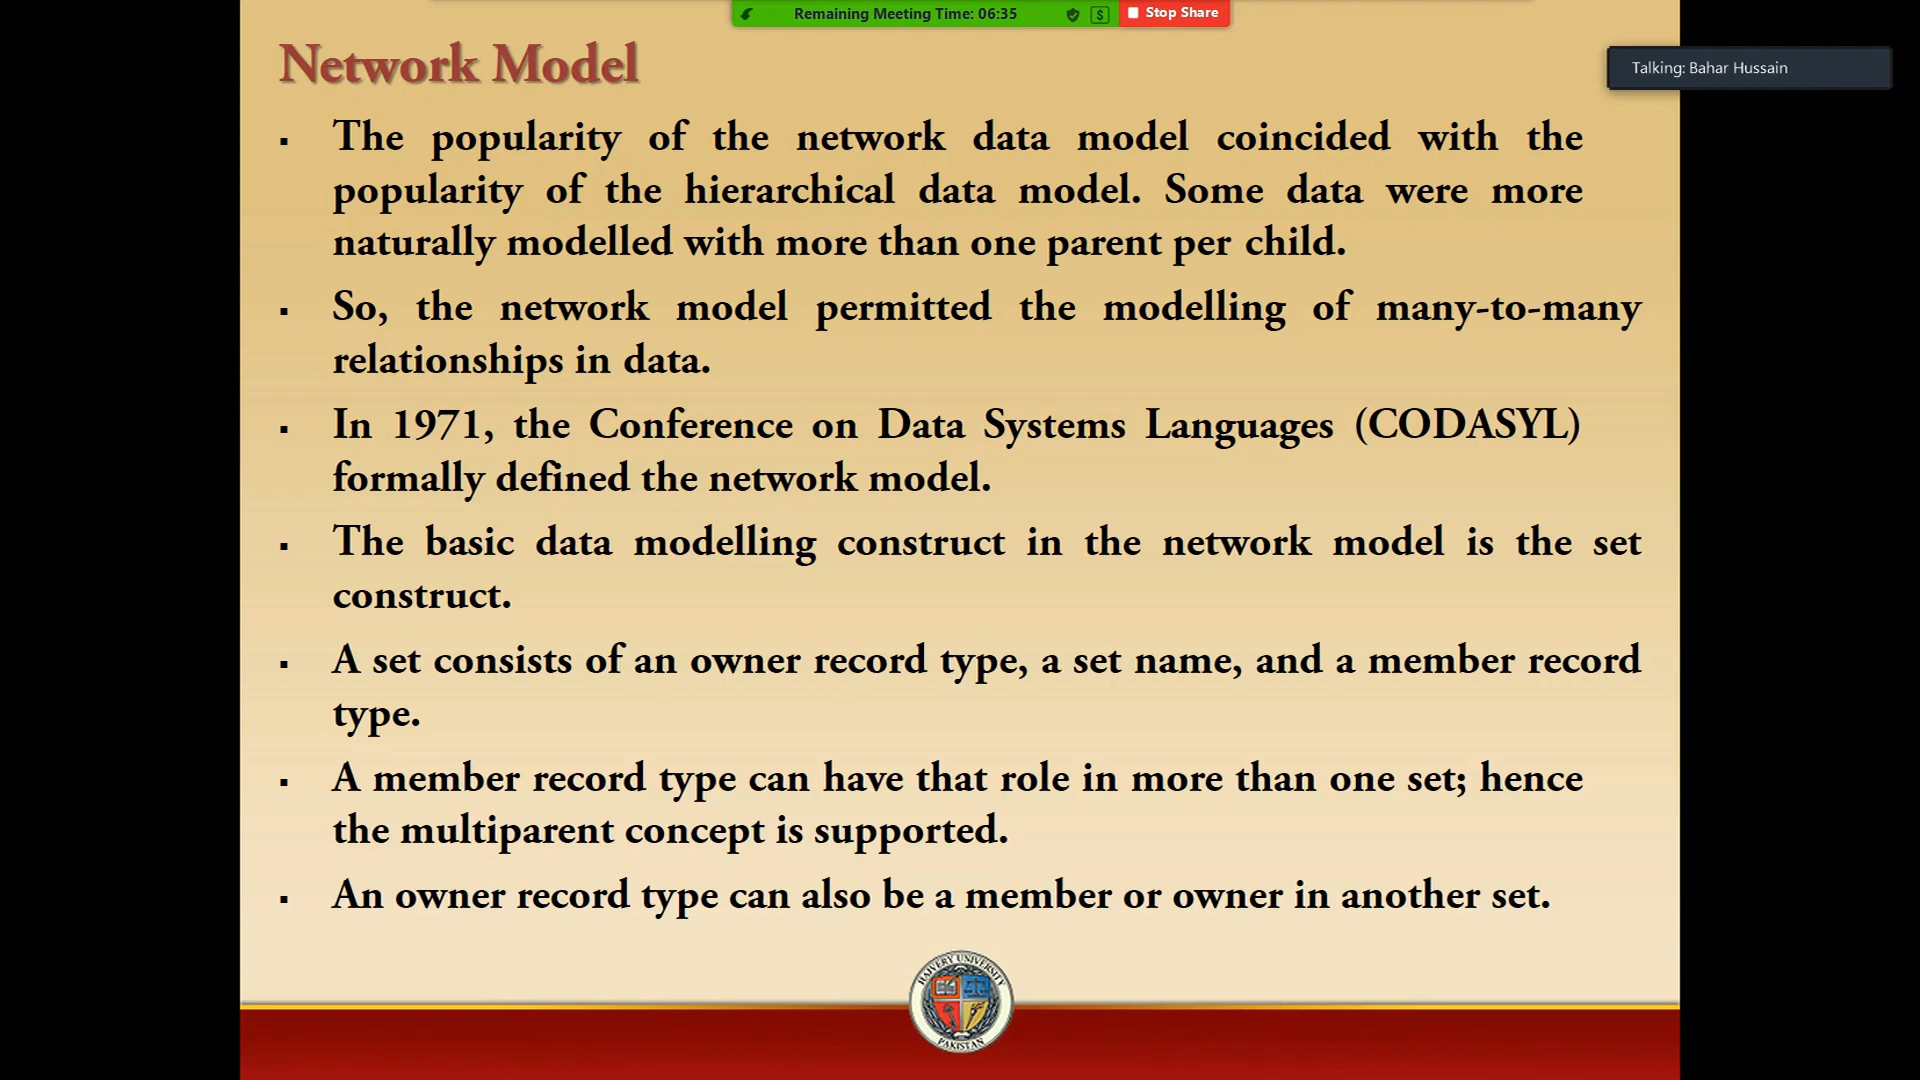 Remaining Meeting Time: 06:35
Stop Share
Talking: Bahar Hussain
Network Model
▪ The popularity of the network data model coincided with the
popularity of the hierarchical data model. Some data were more
naturally modelled with more than one parent per child.
▪ So, the network model permitted the modelling of many-to-many
relationships in data.
▪ In 1971, the Conference on Data Systems Languages (CODASYL)
formally defined the network model.
▪ The basic data modelling construct in the network model is the set
construct.
▪ A set consists of an owner record type, a set name, and a member record
type.
▪ A member record type can have that role in more than one set; hence
the multiparent concept is supported.
▪ An owner record type can also be a member or owner in another set.
HAIVERY UNIVERSITY
PAKISTAN